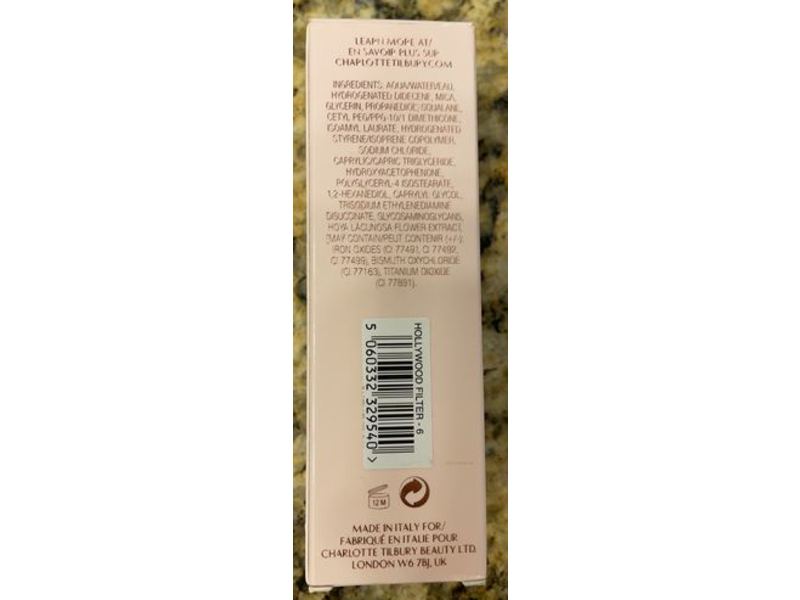 LEARN MORE AT/
EN SAVOIR PLUS SUR
CHARLOTTETILBURY.COM
INGREDIENTS: AQUA/WATER/EAU,
HYDROGENATED DIDECENE, MICA,
GLYCERIN, PROPANEDIOL, SQUALANE,
CETYL PEG/PPG-10/1 DIMETHICONE,
ISOAMYL LAURATE, HYDROGENATED
STYRENE/ISOPRENE COPOLYMER,
SODIUM CHLORIDE,
CAPRYLIC/CAPRIC TRIGLYCERIDE,
HYDROXYACETOPHENONE,
POLYGLYCERYL-4 ISOSTEARATE,
1,2-HEXANEDIOL, CAPRYLYL GLYCOL,
TRISODIUM ETHYLENEDIAMINE
DISUCCINATE, GLYCOSAMINOGLYCANS,
HOYA LACUNOSA FLOWER EXTRACT,
[MAY CONTAIN/PEUT CONTENIR (+/-):
IRON OXIDES (CI 77491, CI 77492,
CI 77499), BISMUTH OXYCHLORIDE
(CI 77163), TITANIUM DIOXIDE
(CI 77891).
HOLLYWOOD FILTER - 6
5 060332 329540 >
12 M
MADE IN ITALY FOR/
FABRIQUÉ EN ITALIE POUR
CHARLOTTE TILBURY BEAUTY LTD.
LONDON W6 7BJ, UK